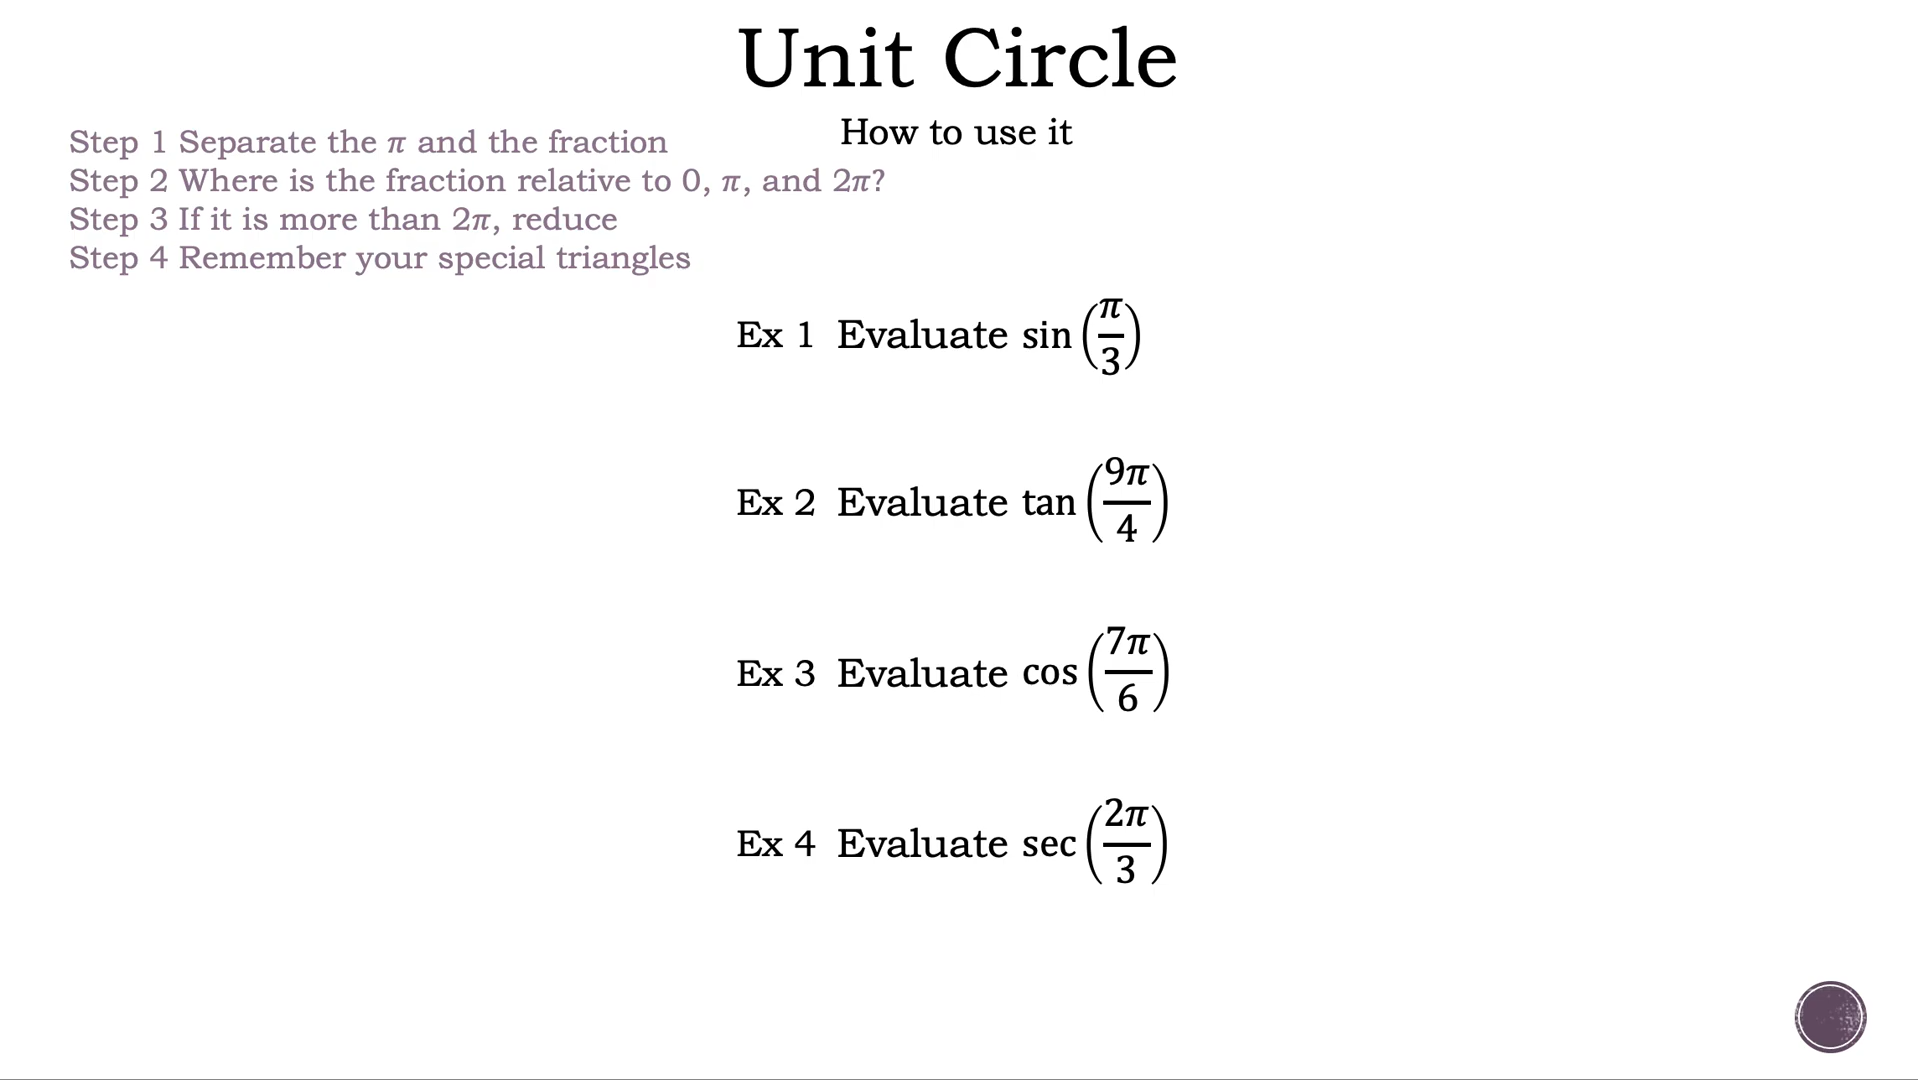 Unit Circle
How to use it
Step 1 Separate the π and the fraction
Step 2 Where is the fraction relative to 0, π, and 2π?
Step 3 If it is more than 2π, reduce
Step 4 Remember your special triangles
Ex 1 Evaluate sin(π/3)
Ex 2 Evaluate tan(9π/4)
Ex 3 Evaluate cos(7π/6)
Ex 4 Evaluate sec(2π/3)